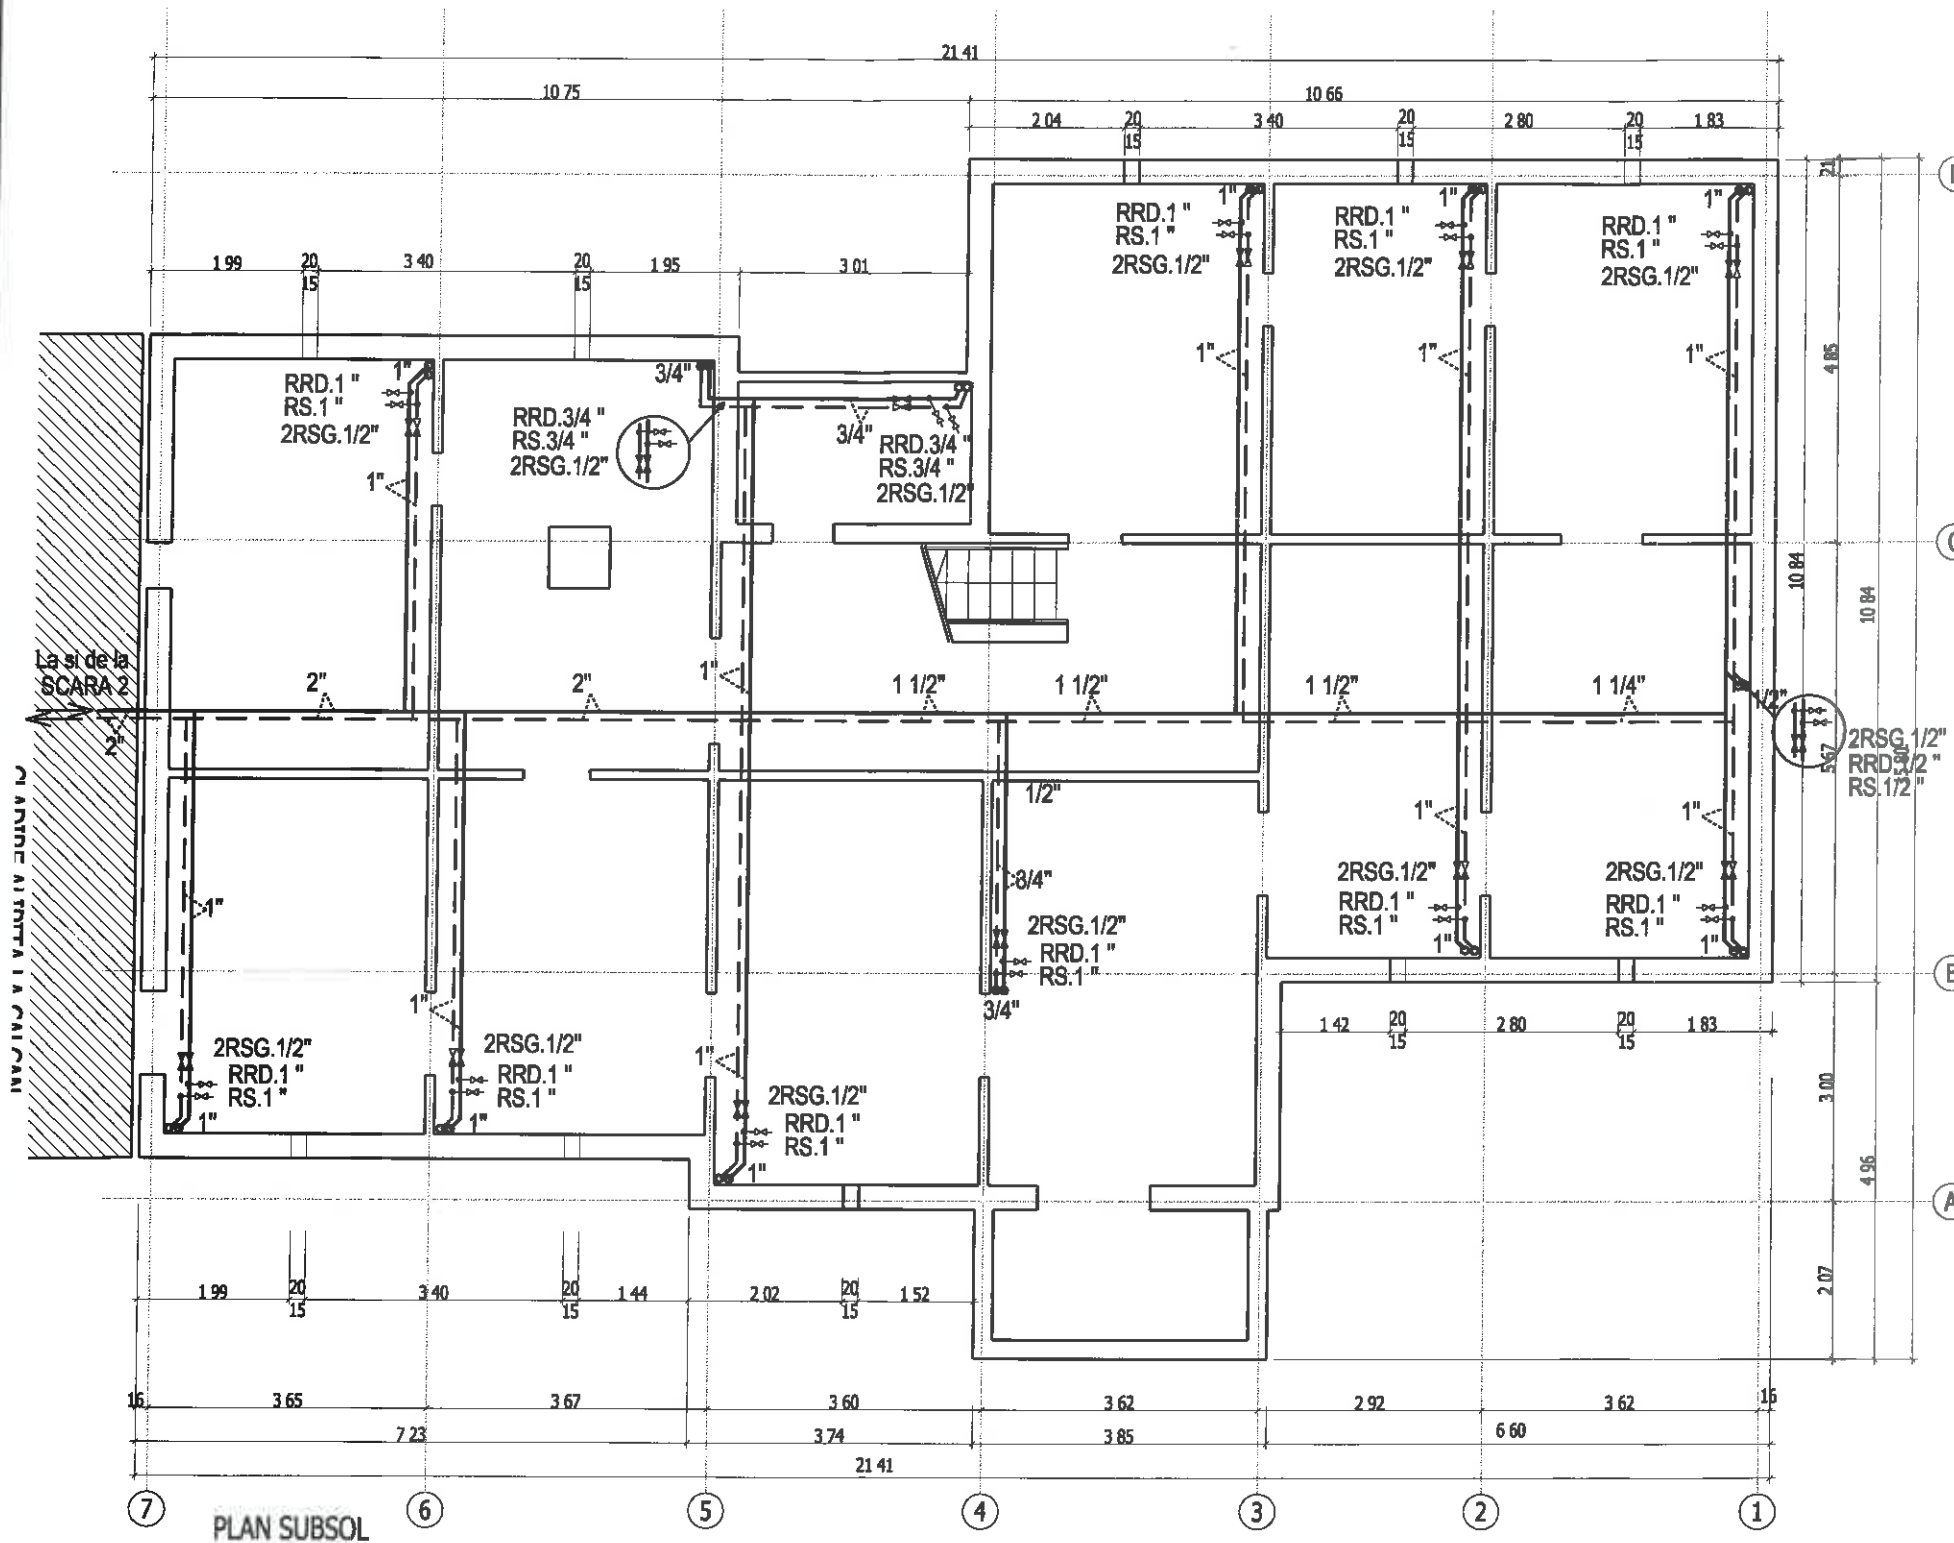 21 41
10 75
10 66
2 04
20
15
3 40
20
15
2 80
20
15
1 83
21
1"
RRD.1 "
RS.1 "
2RSG.1/2"
1"
RRD.1 "
RS.1 "
2RSG.1/2"
1"
RRD.1 "
RS.1 "
2RSG.1/2"
1 99
20
15
3 40
20
15
1 95
3 01
1"
1"
1"
4 85
1"
RRD.1 "
RS.1 "
2RSG.1/2"
3/4"
RRD.3/4 "
RS.3/4 "
2RSG.1/2"
3/4"
RRD.3/4 "
RS.3/4 "
2RSG.1/2"
1"
C
10 84
10 84
La si de la
SCARA 2
2"
2"
2"
1"
1 1/2"
1 1/2"
1 1/2"
1 1/4"
1/2"
2RSG.1/2"
RRD.1/2 "
RS.1/2 "
5 67
1/2"
1"
1"
3/4"
1"
2RSG.1/2"
RRD.1 "
RS.1 "
1"
2RSG.1/2"
RRD.1 "
RS.1 "
1"
2RSG.1/2"
RRD.1 "
RS.1 "
3/4"
B
1"
1"
1 42
20
15
2 80
20
15
1 83
2RSG.1/2"
RRD.1 "
RS.1 "
1"
2RSG.1/2"
RRD.1 "
RS.1 "
1"
2RSG.1/2"
RRD.1 "
RS.1 "
1"
3 00
4 96
A
2 07
1 99
20
15
3 40
20
15
1 44
2 02
20
15
1 52
16
3 65
3 67
3 60
3 62
2 92
3 62
16
7 23
3 74
3 85
6 60
21 41
7
6
5
4
3
2
1
PLAN SUBSOL